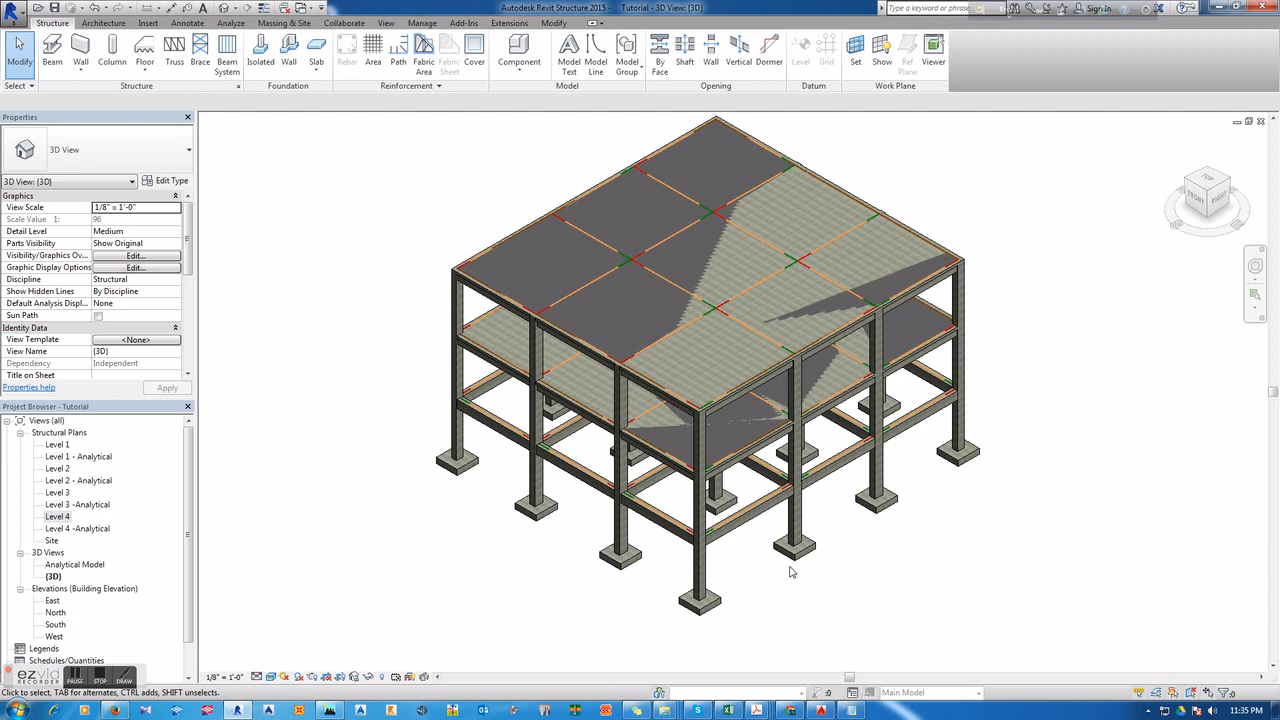 Autodesk Revit Structure 2015 - Tutorial - 3D View: {3D}
Type a keyword or phrase
Sign In
Structure Architecture Insert Annotate Analyze Massing & Site Collaborate View Manage Add-Ins Extensions Modify
Modify Beam Wall Column Floor Truss Brace Beam System Isolated Wall Slab Rebar Area Path Fabric Area Fabric Sheet Cover Component Model Text Model Line Model Group By Face Shaft Wall Vertical Dormer Level Grid Set Show Ref Plane Viewer
Select Structure Foundation Reinforcement Model Opening Datum Work Plane
Properties
3D View
3D View: {3D} Edit Type
Graphics
View Scale 1/8" = 1'-0"
Scale Value 1: 96
Detail Level Medium
Parts Visibility Show Original
Visibility/Graphics Ov... Edit...
Graphic Display Options Edit...
Discipline Structural
Show Hidden Lines By Discipline
Default Analysis Displ... None
Sun Path
Identity Data
View Template <None>
View Name {3D}
Dependency Independent
Title on Sheet
Properties help Apply
Project Browser - Tutorial
Views (all)
Structural Plans
Level 1
Level 1 - Analytical
Level 2
Level 2 - Analytical
Level 3
Level 3 -Analytical
Level 4
Level 4 -Analytical
Site
3D Views
Analytical Model
{3D}
Elevations (Building Elevation)
East
North
South
West
Legends
Schedules/Quantities
TOP
FRONT
RIGHT
ezvid
RECORDER
PAUSE STOP DRAW
1/8" = 1'-0"
Click to select, TAB for alternates, CTRL adds, SHIFT unselects.
:0
Main Model
:0
11:35 PM